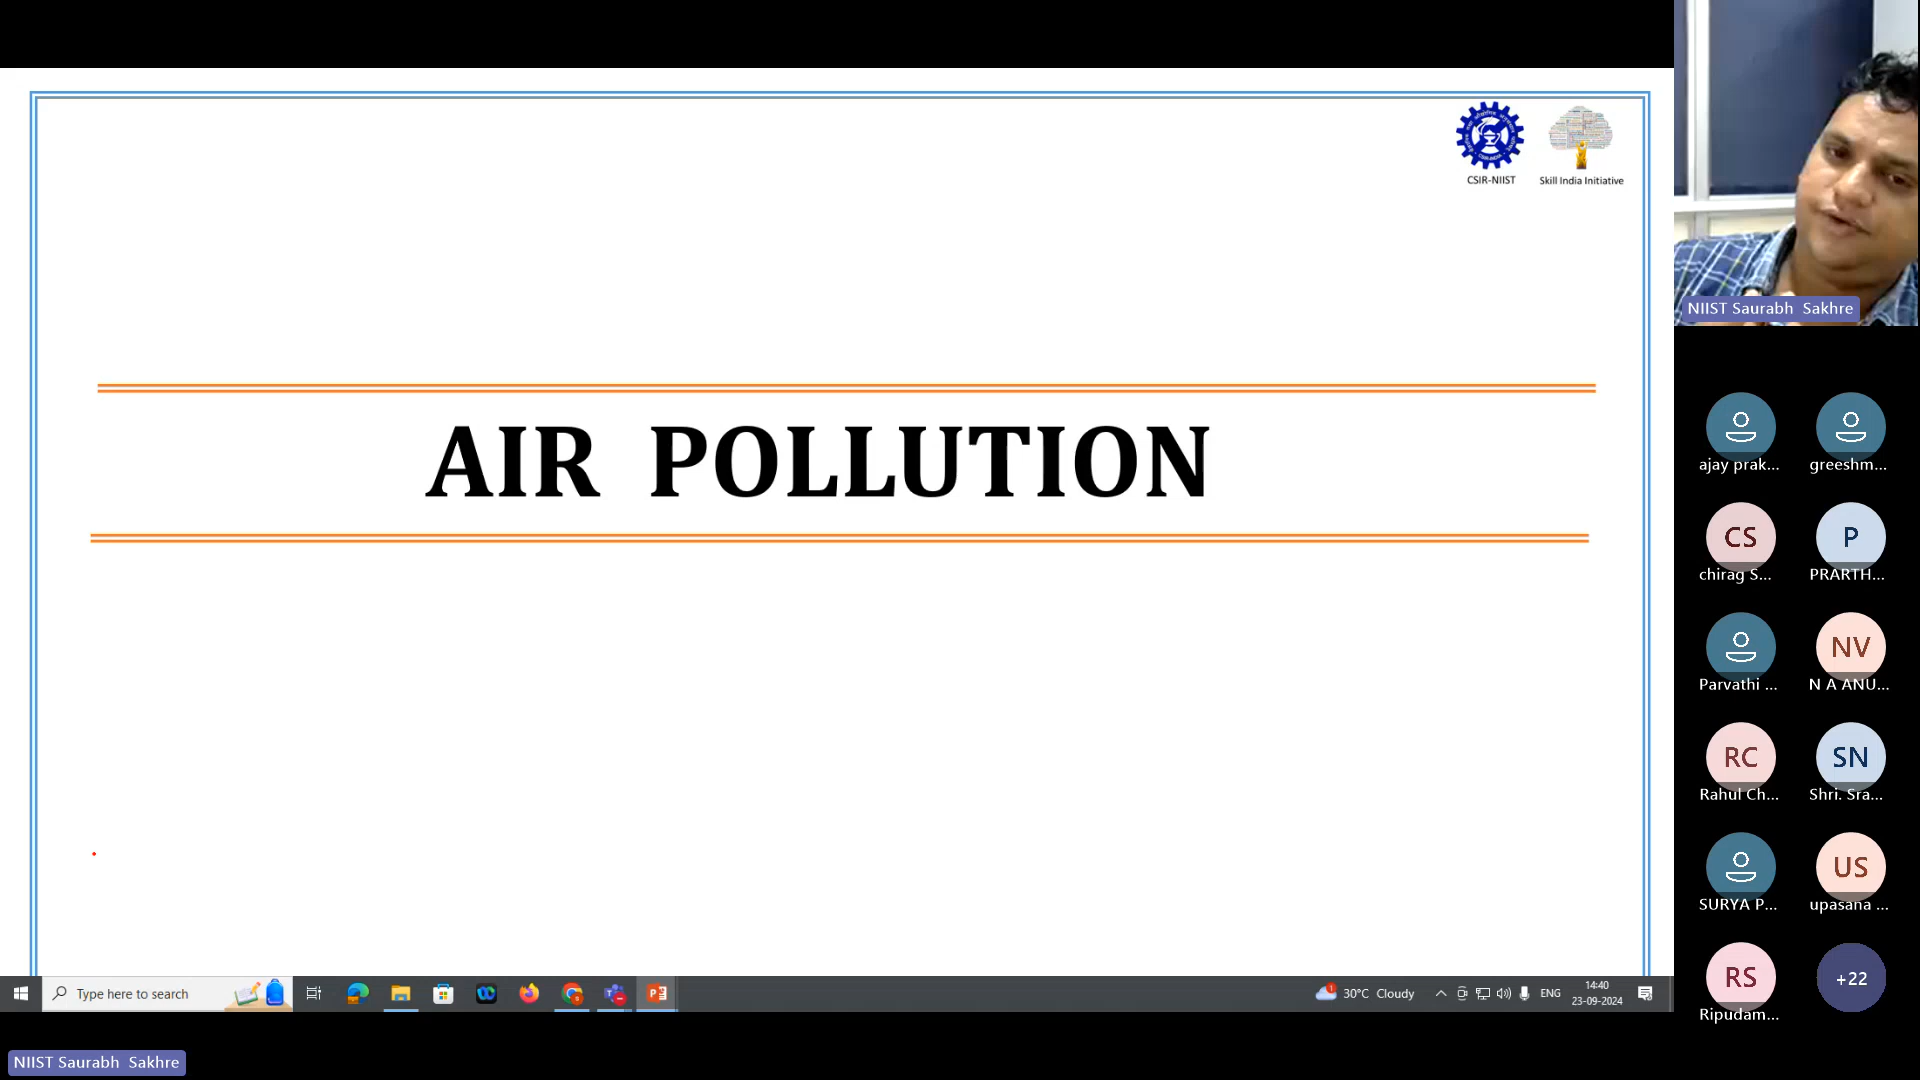 CSIR-NIIST
Skill India Initiative
AIR POLLUTION
NIIST Saurabh Sakhre
ajay prak...
greeshm...
CS
P
chirag S...
PRARTH...
NV
Parvathi ...
N A ANU...
RC
SN
Rahul Ch...
Shri. Sra...
US
SURYA P...
upasana ...
RS
+22
Ripudam...
Type here to search
1
30°C Cloudy
ENG
14:40
23-09-2024
NIIST Saurabh Sakhre